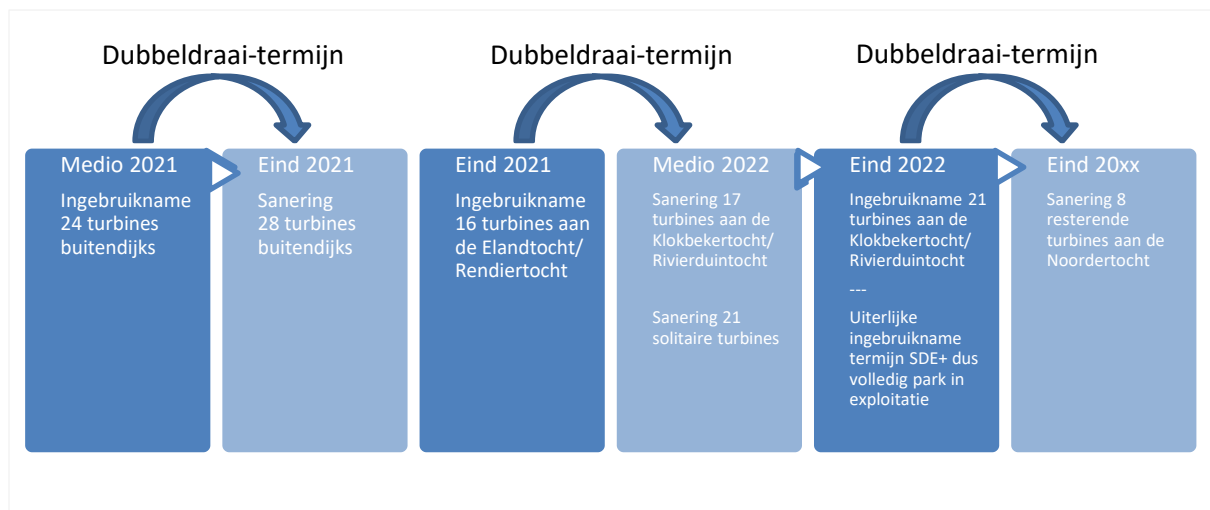 Dubbeldraai-termijn
Dubbeldraai-termijn
Dubbeldraai-termijn
Medio 2021
Ingebruikname
24 turbines
buitendijks
Eind 2021
Sanering
28 turbines
buitendijks
Eind 2021
Ingebruikname
16 turbines aan
de Elandtocht/
Rendiertocht
Medio 2022
Sanering 17
turbines aan de
Klokbekertocht/
Rivierduintocht
Sanering 21
solitaire turbines
Eind 2022
Ingebruikname 21
turbines aan de
Klokbekertocht/
Rivierduintocht
---
Uiterlijke
ingebruikname
termijn SDE+ dus
volledig park in
exploitatie
Eind 20xx
Sanering 8
resterende
turbines aan de
Noordertocht